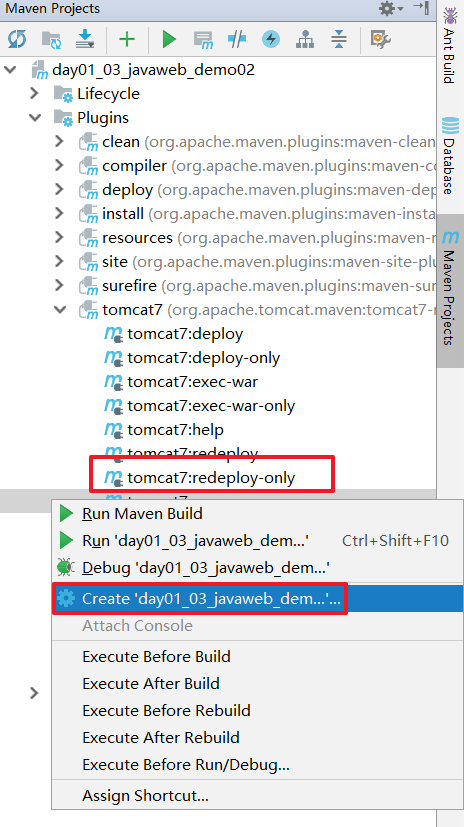 Maven Projects
day01_03_javaweb_demo02
Lifecycle
Plugins
clean (org.apache.maven.plugins:maven-clean
compiler (org.apache.maven.plugins:maven-co
deploy (org.apache.maven.plugins:maven-dep
install (org.apache.maven.plugins:maven-insta
resources (org.apache.maven.plugins:maven-r
site (org.apache.maven.plugins:maven-site-plu
surefire (org.apache.maven.plugins:maven-sur
tomcat7 (org.apache.tomcat.maven:tomcat7-
tomcat7:deploy
tomcat7:deploy-only
tomcat7:exec-war
tomcat7:exec-war-only
tomcat7:help
tomcat7:redeploy
tomcat7:redeploy-only
Run Maven Build
Run 'day01_03_javaweb_dem...' Ctrl+Shift+F10
Debug 'day01_03_javaweb_dem...'
Create 'day01_03_javaweb_dem...'...
Attach Console
Execute Before Build
Execute After Build
Execute Before Rebuild
Execute After Rebuild
Execute Before Run/Debug...
Assign Shortcut...
Ant Build
Database
Maven Projects